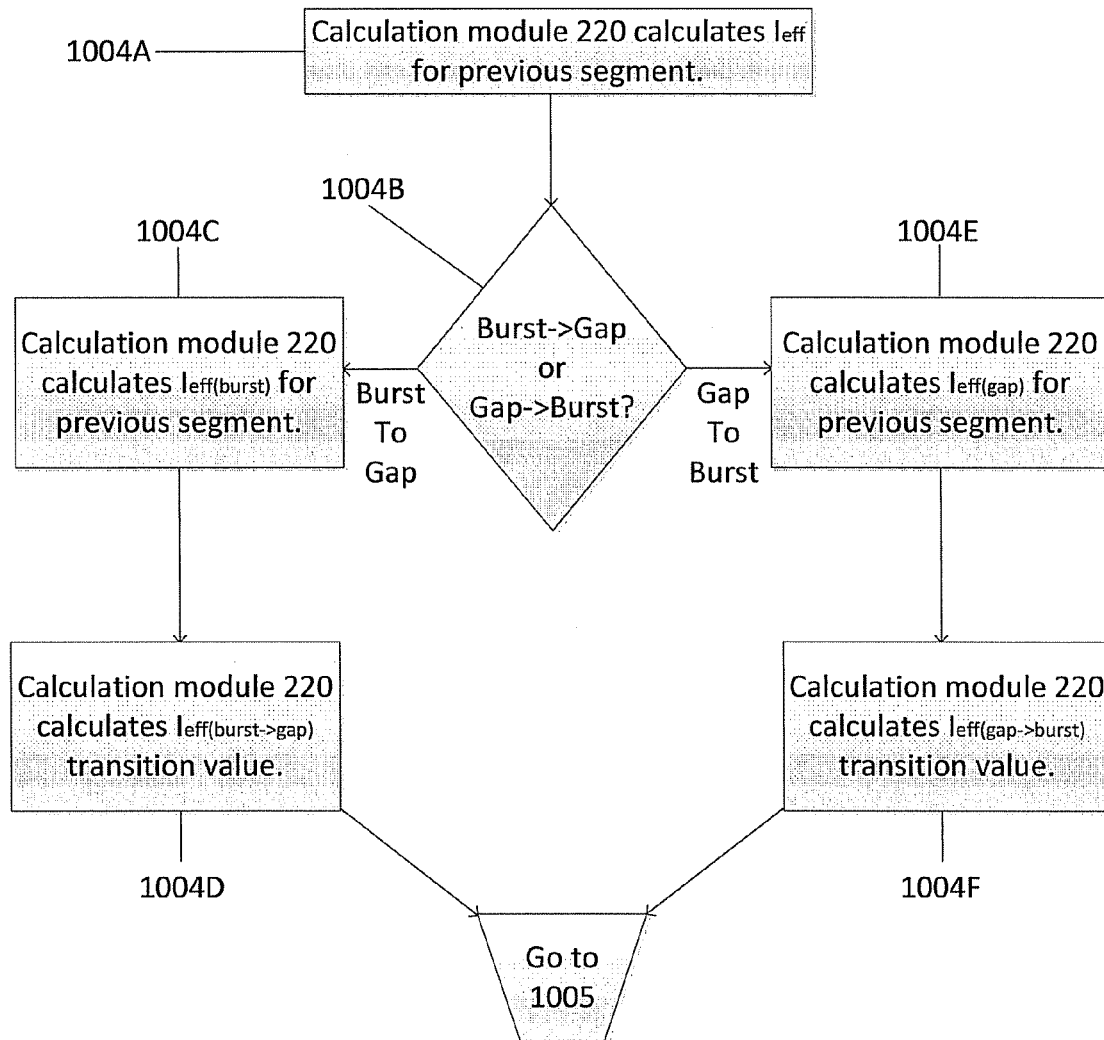 1004A
Calculation module 220 calculates Ieff
for previous segment.
1004B
1004C
1004E
Calculation module 220
calculates Ieff(burst) for
previous segment.
Burst
To
Gap
Burst->Gap
or
Gap->Burst?
Gap
To
Burst
Calculation module 220
calculates Ieff(gap) for
previous segment.
Calculation module 220
calculates Ieff(burst->gap)
transition value.
Calculation module 220
calculates Ieff(gap->burst)
transition value.
1004D
1004F
Go to
1005